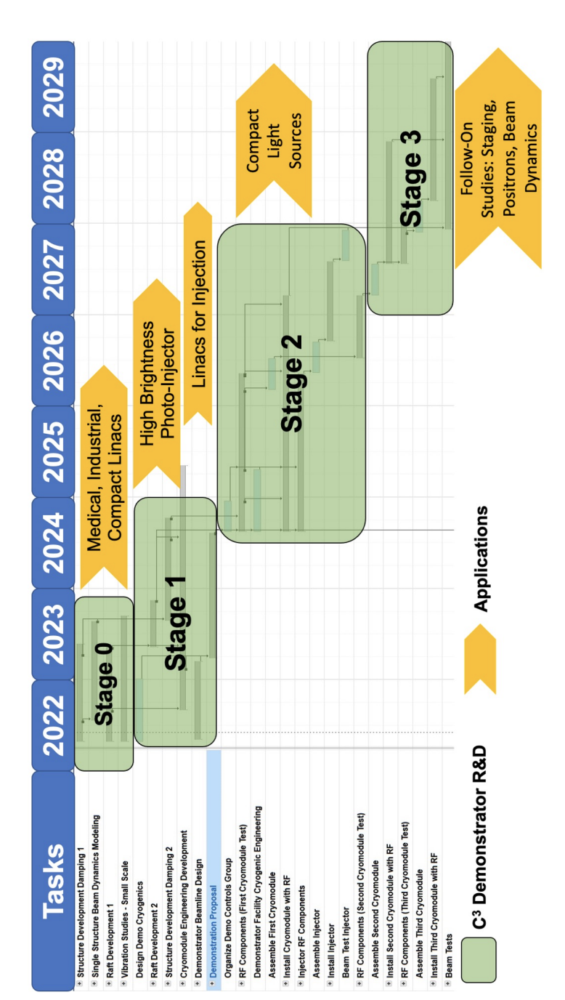 Tasks
2022
2023
2024
2025
2026
2027
2028
2029
Structure Development Damping 1
Single Structure Beam Dynamics Modeling
Raft Development 1
Vibration Studies - Small Scale
Design Demo Cryogenics
Raft Development 2
Structure Development Damping 2
Cryomodule Engineering Development
Demonstrator Beamline Design
Demonstration Proposal
Organize Demo Controls Group
RF Components (First Cryomodule Test)
Demonstrator Facility Cryogenic Engineering
Assemble First Cryomodule
Install Cryomodule with RF
Injector RF Components
Assemble Injector
Install Injector
Beam Test Injector
RF Components (Second Cryomodule Test)
Assemble Second Cryomodule
Install Second Cryomodule with RF
RF Components (Third Cryomodule Test)
Assemble Third Cryomodule
Install Third Cryomodule with RF
Beam Tests
Stage 0
Medical, Industrial,
Compact Linacs
Stage 1
High Brightness
Photo-Injector
Linacs for Injection
Stage 2
Compact
Light
Sources
Stage 3
Follow-On
Studies: Staging,
Positrons, Beam
Dynamics
C³ Demonstrator R&D
Applications